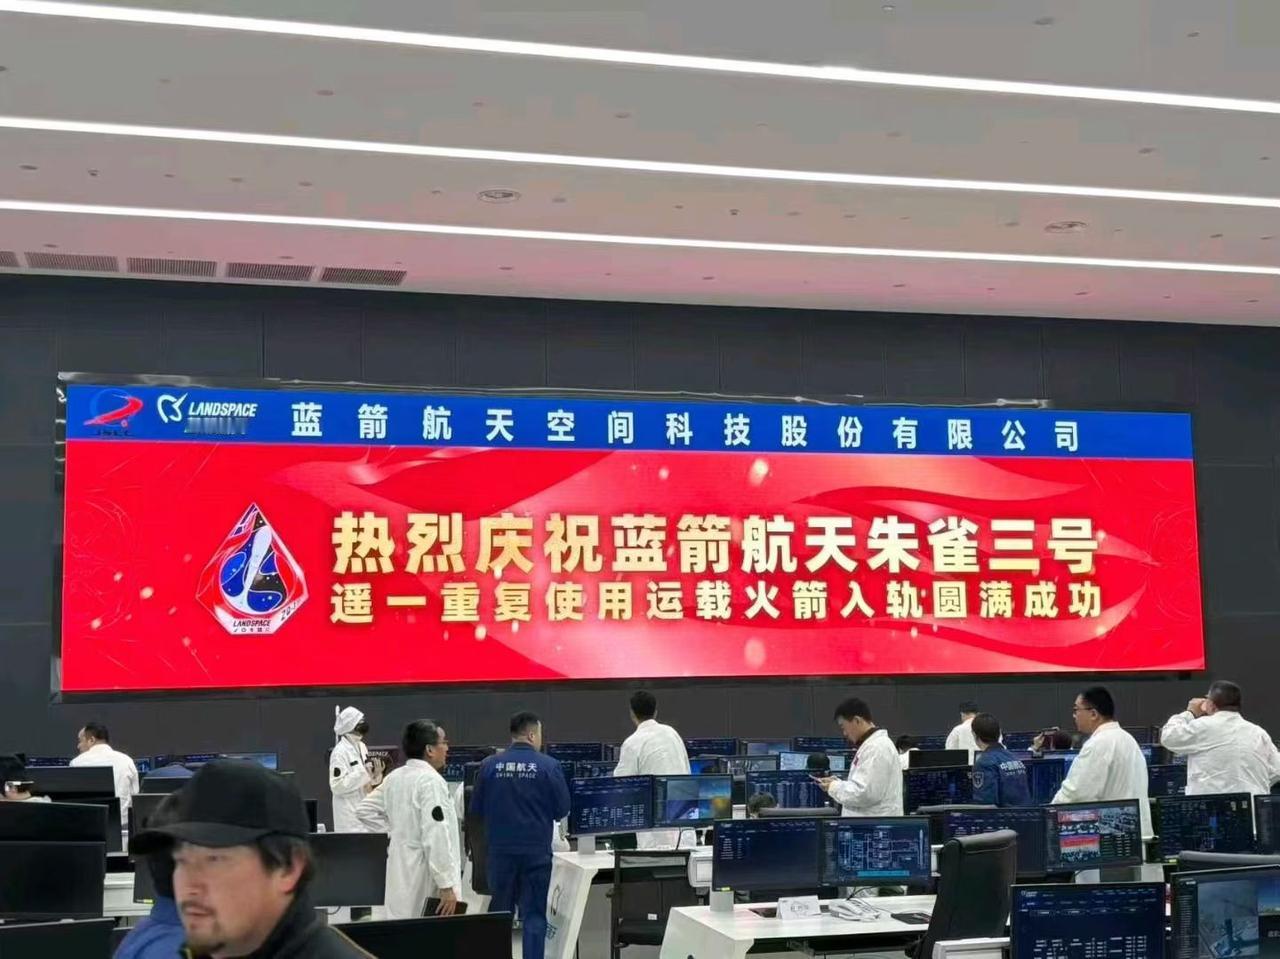 LANDSPACE 蓝箭航天空间科技股份有限公司
热烈庆祝蓝箭航天朱雀三号
遥一重复使用运载火箭入轨圆满成功
LANDSPACE
中国航天
CHINA SPACE